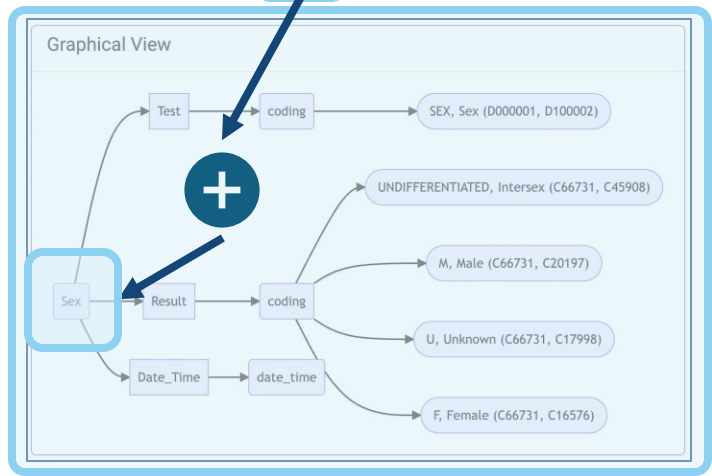 Graphical View
Test
coding
SEX, Sex (D000001, D100002)
UNDIFFERENTIATED, Intersex (C66731, C45908)
M, Male (C66731, C20197)
Sex
Result
coding
U, Unknown (C66731, C17998)
Date_Time
date_time
F, Female (C66731, C16576)